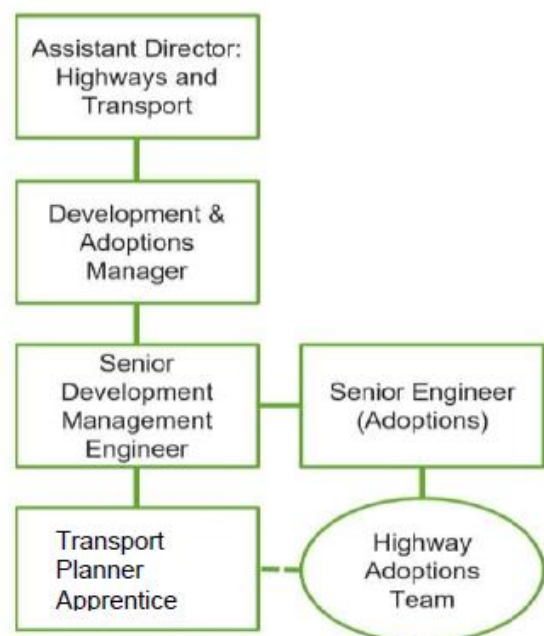 Assistant Director:
Highways and
Transport
Development &
Adoptions
Manager
Senior
Development
Management
Engineer
Senior Engineer
(Adoptions)
Transport
Planner
Apprentice
Highway
Adoptions
Team